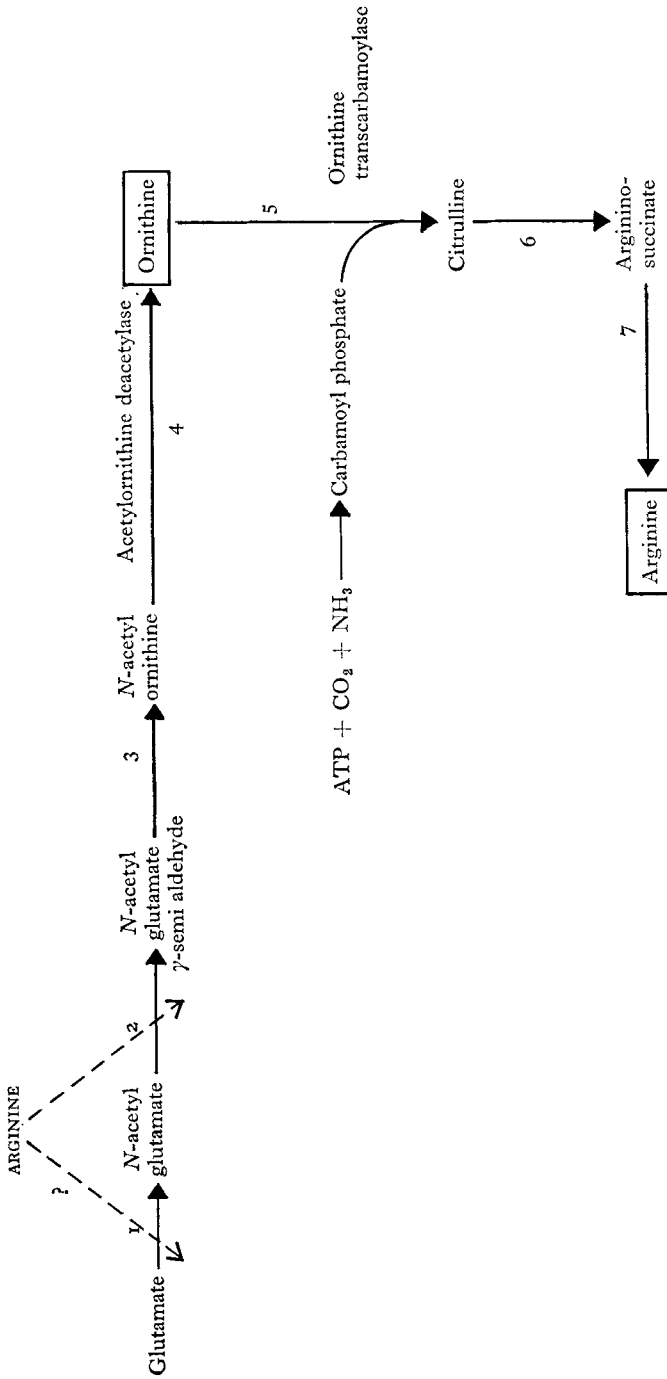 ARGININE
?
1
2
3
4
Glutamate
N-acetyl
glutamate
N-acetyl
glutamate
γ-semi aldehyde
N-acetyl
ornithine
Acetylornithine deacetylase
Ornithine
5
Ornithine
transcarbamoylase
ATP + CO₂ + NH₃
Carbamoyl phosphate
Citrulline
6
Arginino-
succinate
7
Arginine